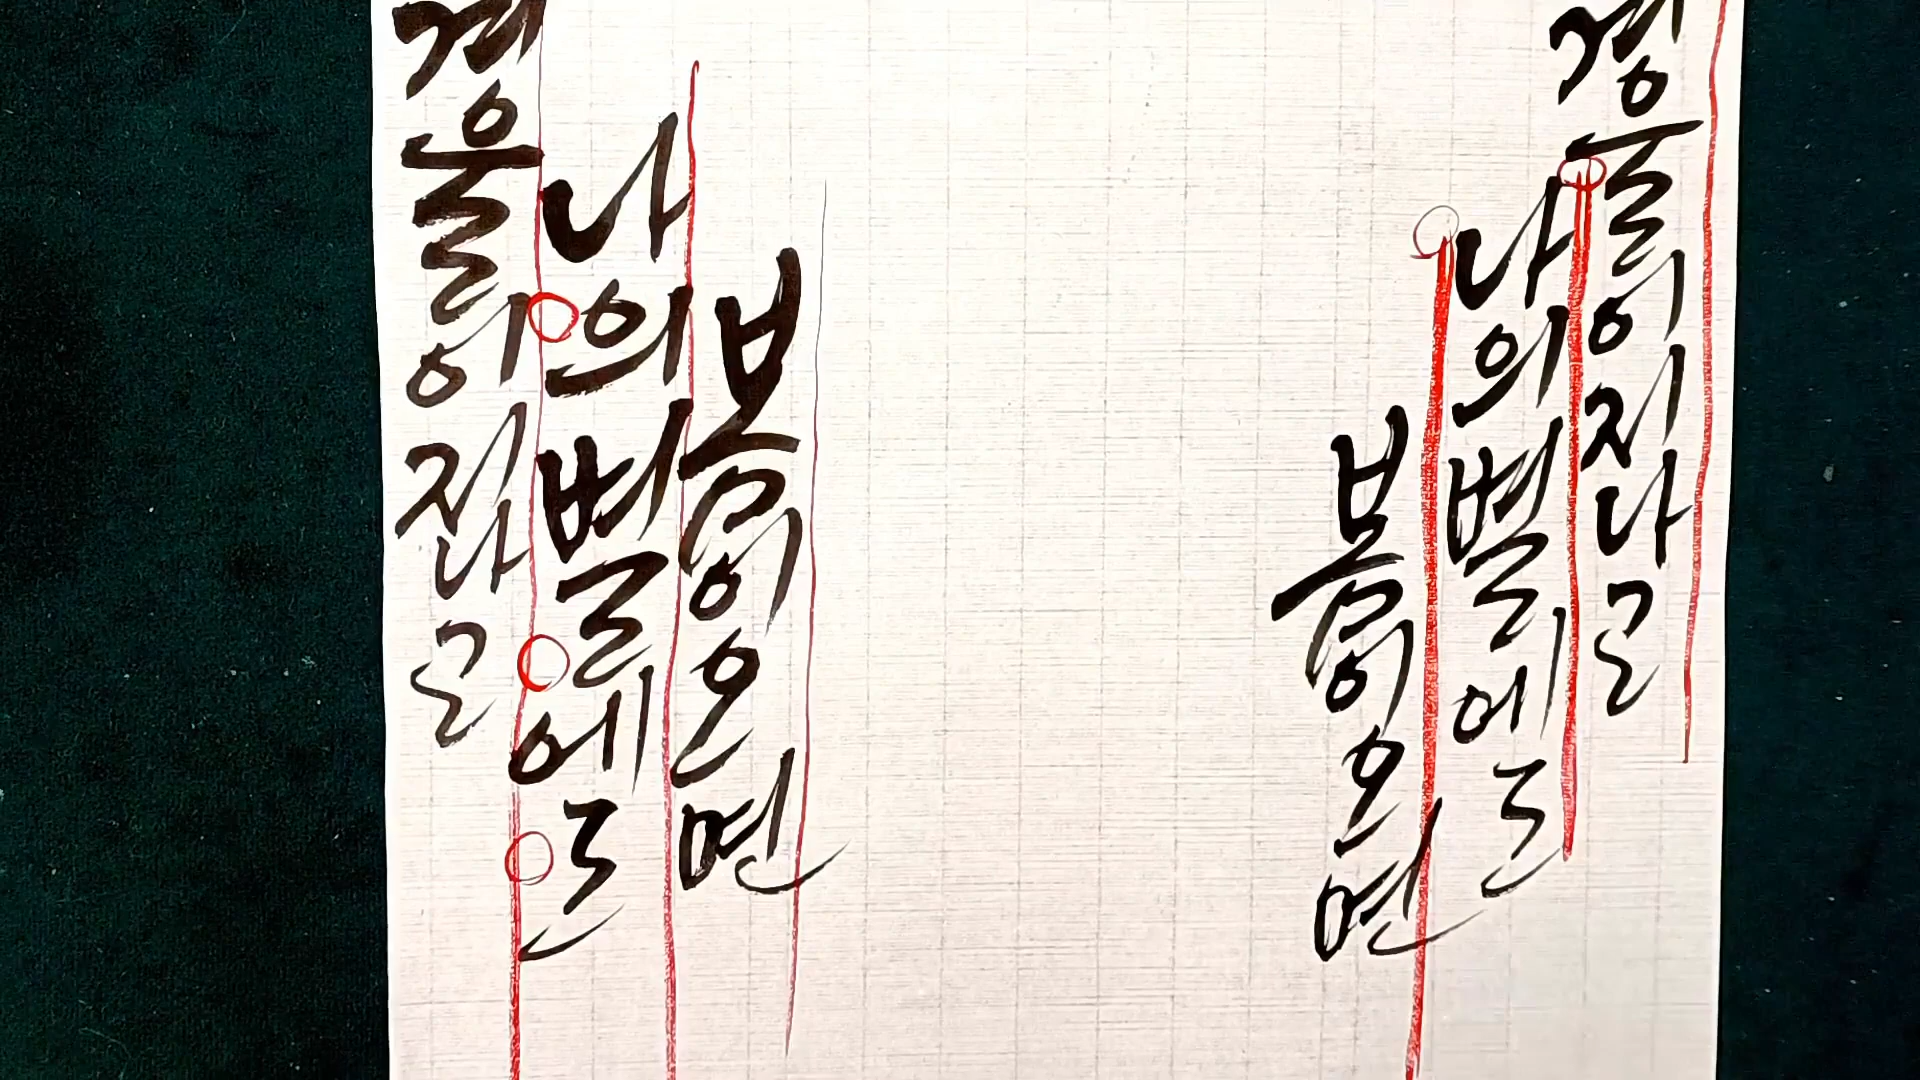 겨울이 지나고
나의 별에도
봄이 오면
겨울이 지나고
나의 별에도
봄이 오면